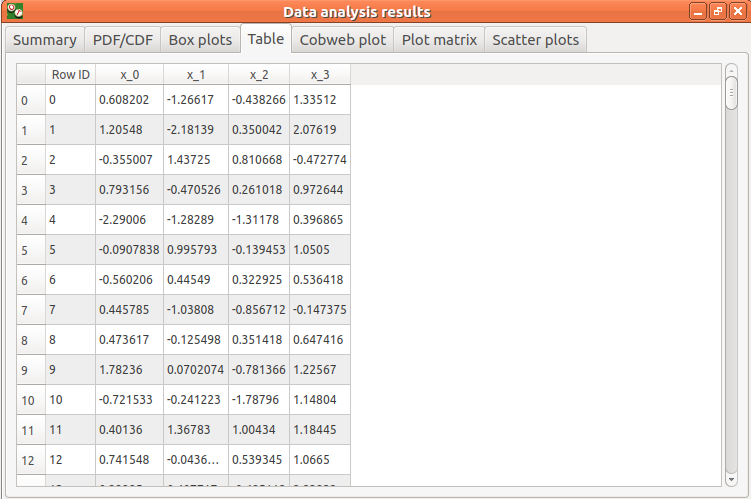 Data analysis results
Summary PDF/CDF Box plots Table Cobweb plot Plot matrix Scatter plots
Row ID x_0 x_1 x_2 x_3
0 0 0.608202 -1.26617 -0.438266 1.33512
1 1 1.20548 -2.18139 0.350042 2.07619
2 2 -0.355007 1.43725 0.810668 -0.472774
3 3 0.793156 -0.470526 0.261018 0.972644
4 4 -2.29006 -1.28289 -1.31178 0.396865
5 5 -0.0907838 0.995793 -0.139453 1.0505
6 6 -0.560206 0.44549 0.322925 0.536418
7 7 0.445785 -1.03808 -0.856712 -0.147375
8 8 0.473617 -0.125498 0.351418 0.647416
9 9 1.78236 0.0702074 -0.781366 1.22567
10 10 -0.721533 -0.241223 -1.78796 1.14804
11 11 0.40136 1.36783 1.00434 1.18445
12 12 0.741548 -0.0436… 0.539345 1.0665